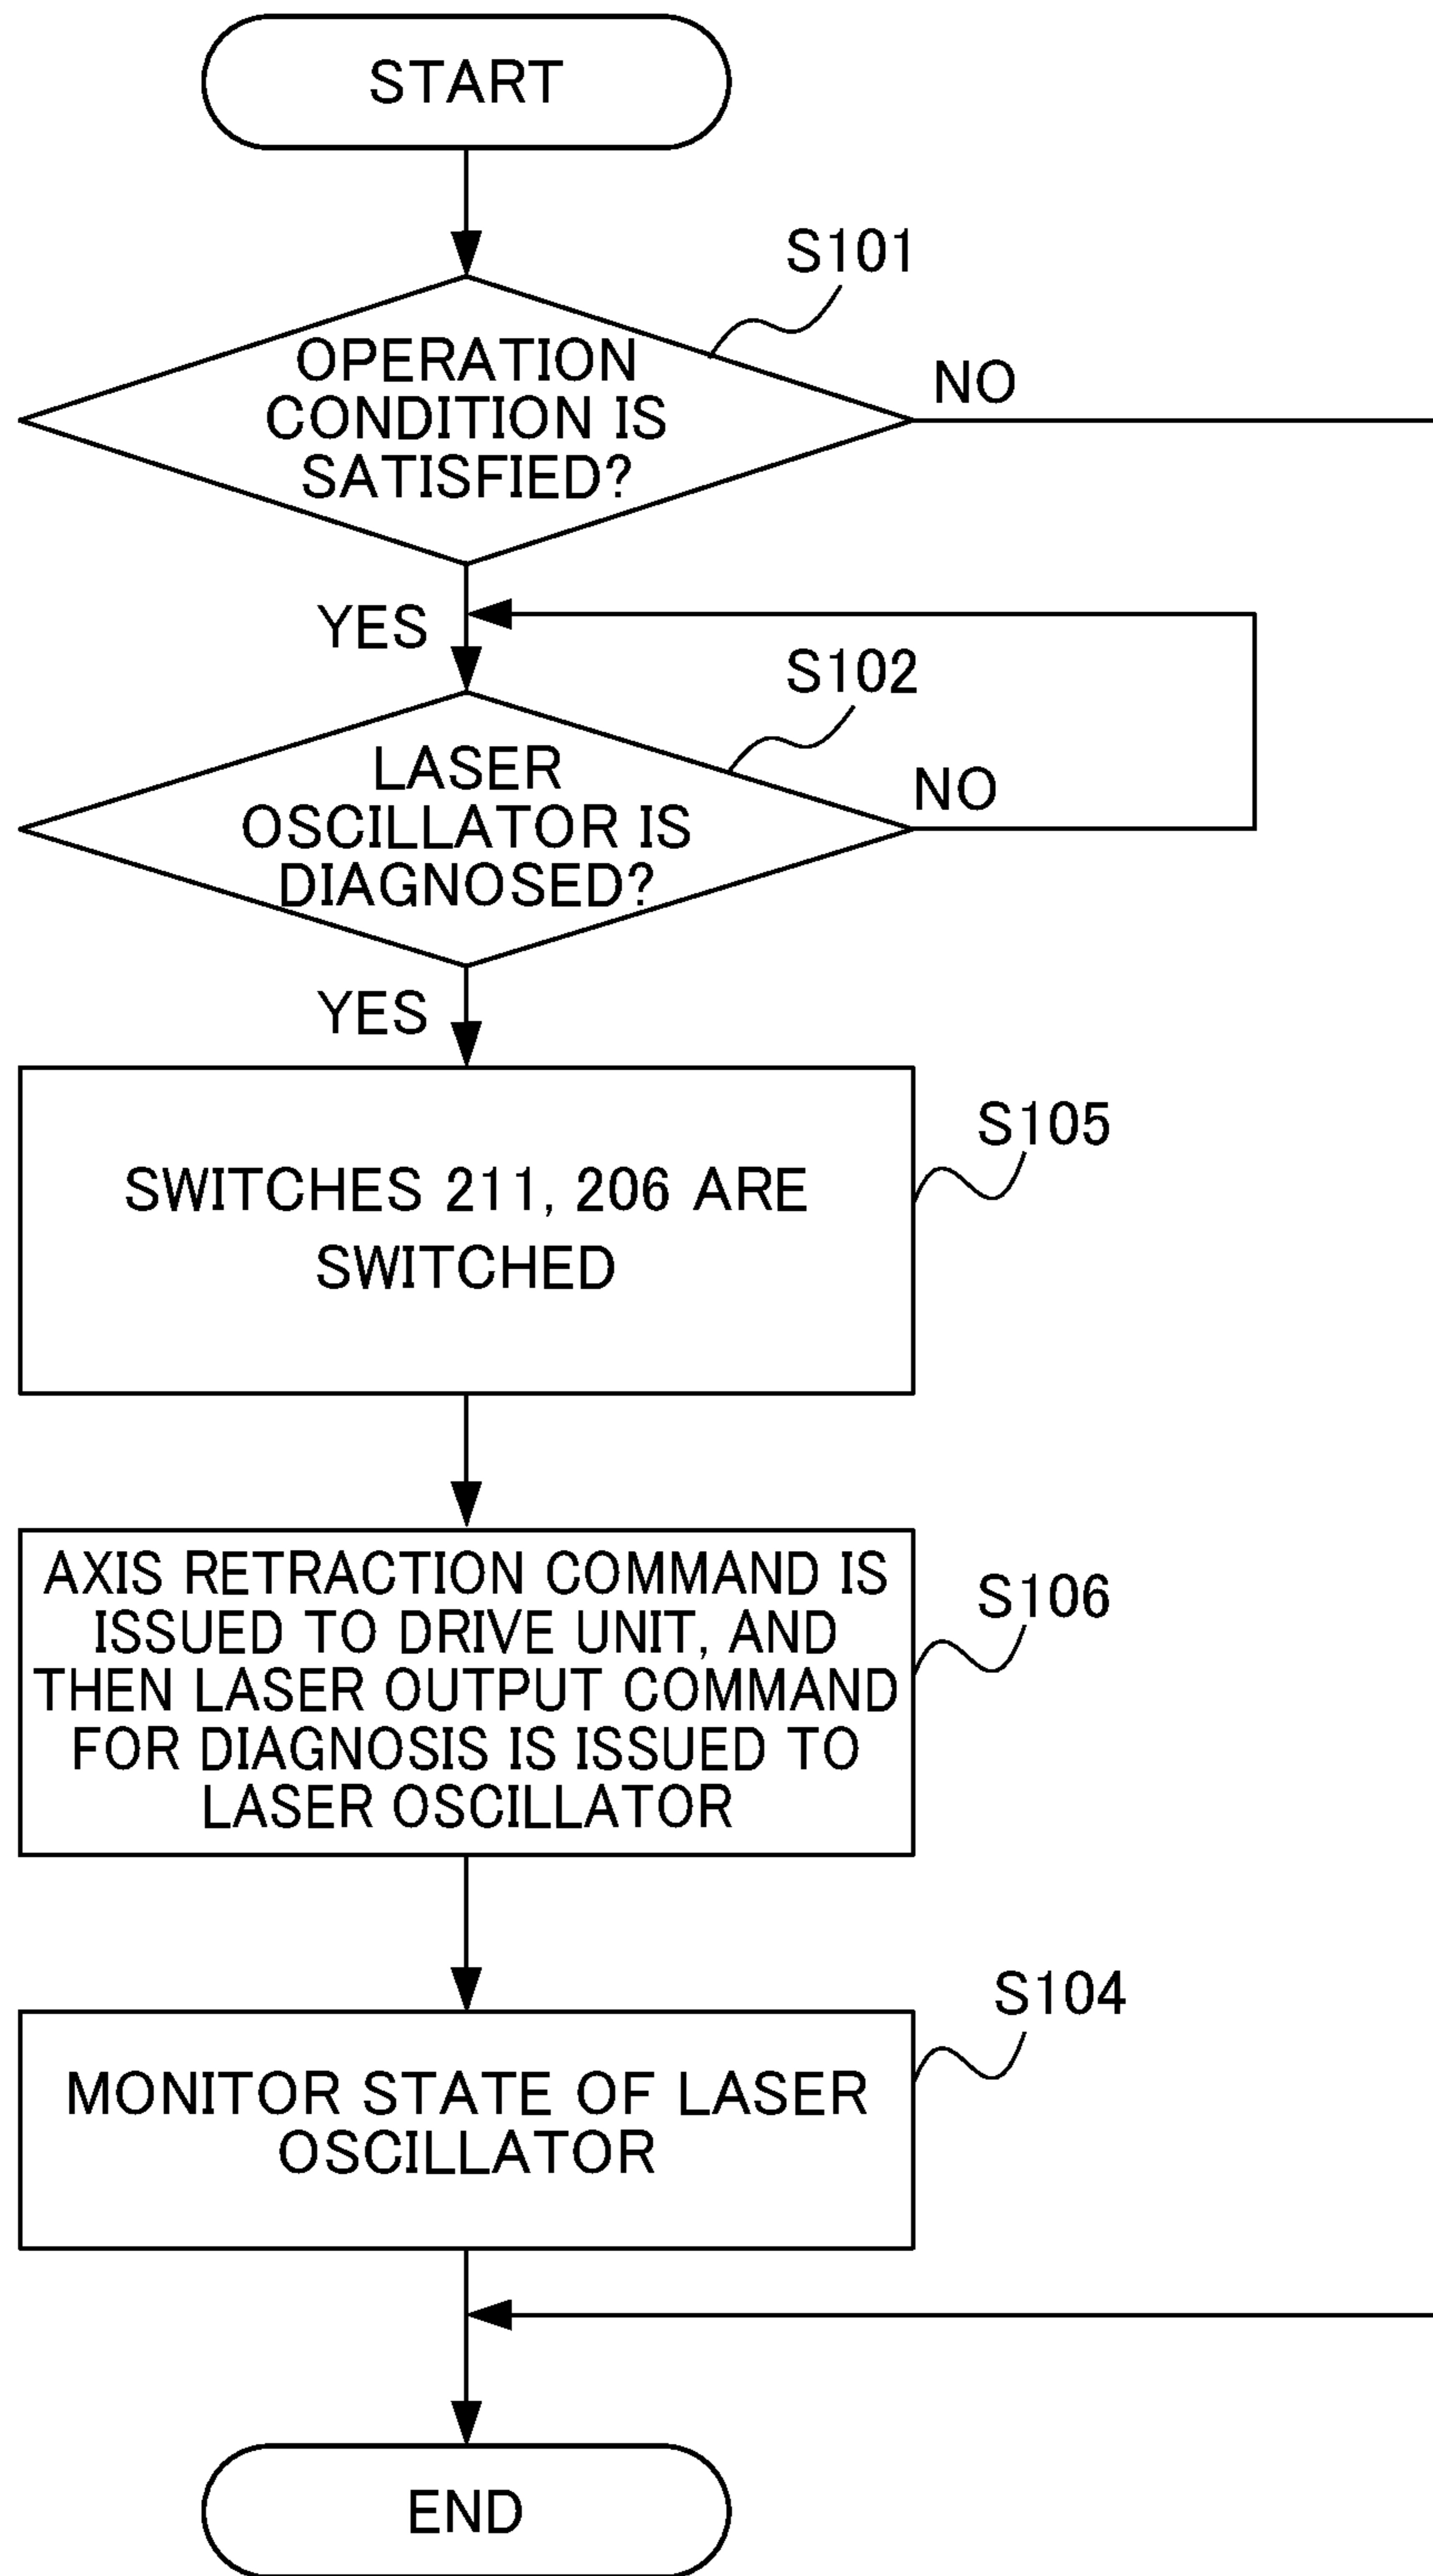 START
S101
OPERATION
CONDITION IS
SATISFIED?
NO
YES
S102
LASER
OSCILLATOR IS
DIAGNOSED?
NO
YES
S105
SWITCHES 211, 206 ARE
SWITCHED
S106
AXIS RETRACTION COMMAND IS
ISSUED TO DRIVE UNIT, AND
THEN LASER OUTPUT COMMAND
FOR DIAGNOSIS IS ISSUED TO
LASER OSCILLATOR
S104
MONITOR STATE OF LASER
OSCILLATOR
END